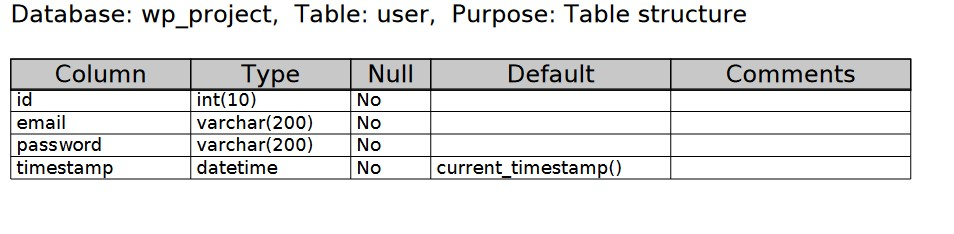 Database: wp_project, Table: user, Purpose: Table structure
Column Type Null Default Comments
id int(10) No
email varchar(200) No
password varchar(200) No
timestamp datetime No current_timestamp()